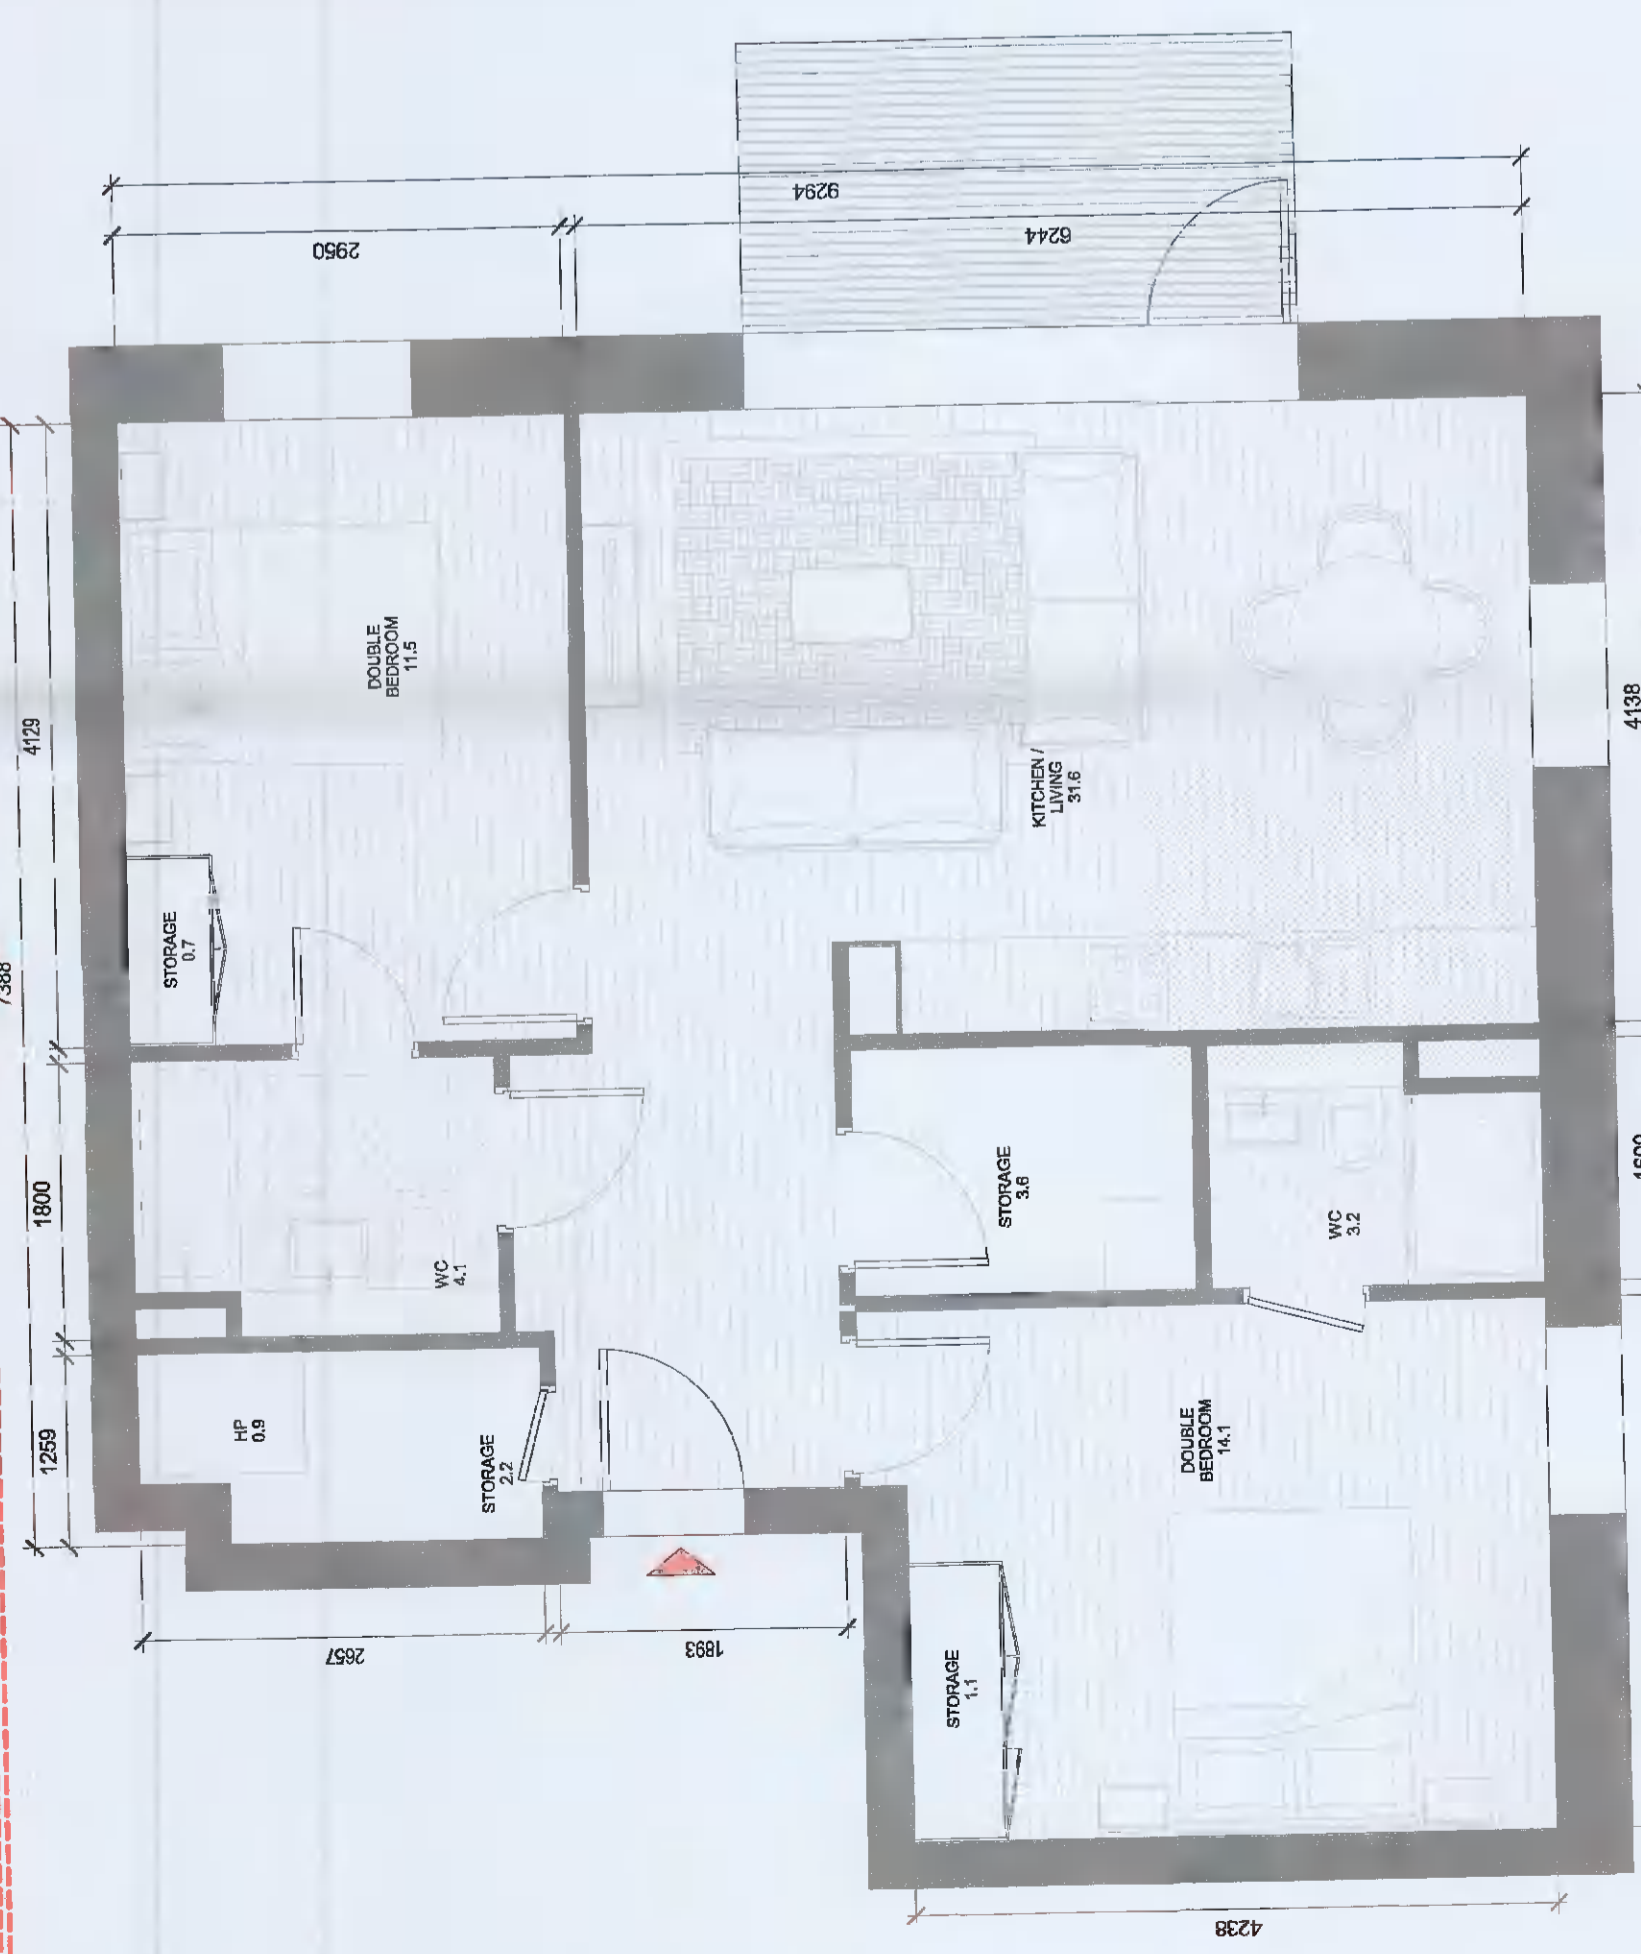 9294
2950
6244
7388
4129
1800
1259
DOUBLE
BEDROOM
11.5
STORAGE
0.7
KITCHEN /
LIVING
31.6
4138
WC
4.1
STORAGE
3.6
WC
3.2
HP
0.9
STORAGE
2.2
DOUBLE
BEDROOM
14.1
STORAGE
1.1
2657
1893
4238